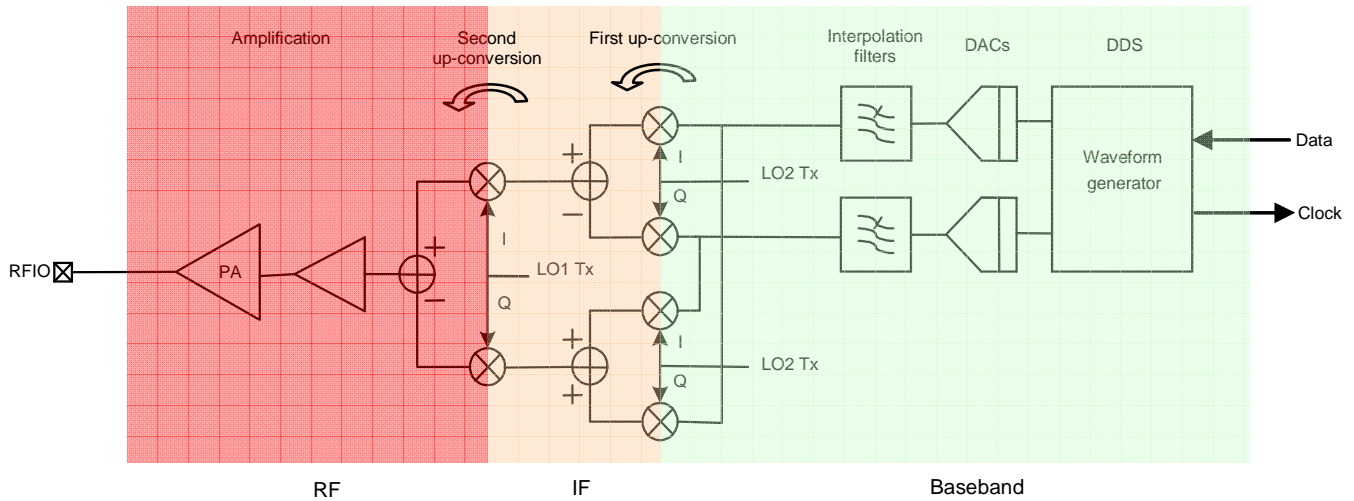 Amplification
Second
up-conversion
First up-conversion
Interpolation
filters
DACs
DDS
+
I
Data
Waveform
generator
LO2 Tx
−
Q
Clock
I
+
RFIO
PA
LO1 Tx
−
Q
+
I
LO2 Tx
+
Q
RF
IF
Baseband